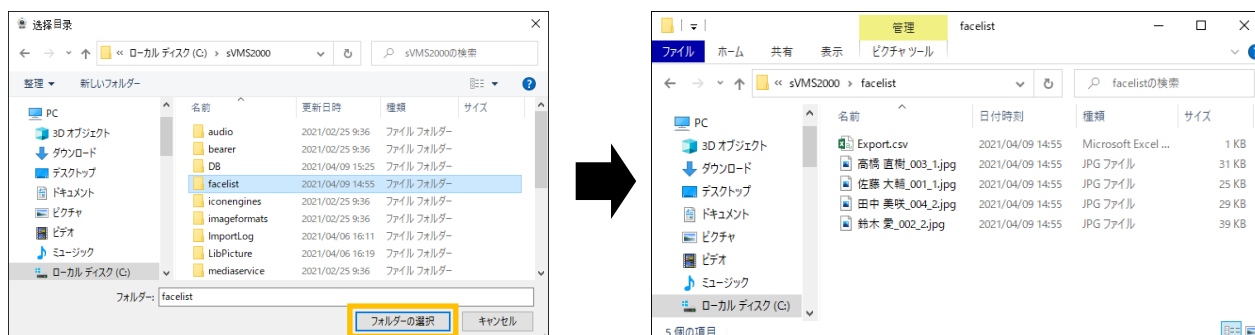 选择目录
« ローカル ディスク (C:) › sVMS2000
sVMS2000の検索
整理 ▼ 新しいフォルダー
名前 更新日時 種類 サイズ
PC
3D オブジェクト
ダウンロード
デスクトップ
ドキュメント
ピクチャ
ビデオ
ミュージック
ローカル ディスク (C:)
audio 2021/02/25 9:36 ファイル フォルダー
bearer 2021/02/25 9:36 ファイル フォルダー
DB 2021/04/09 15:25 ファイル フォルダー
facelist 2021/04/09 14:55 ファイル フォルダー
iconengines 2021/02/25 9:36 ファイル フォルダー
imageformats 2021/02/25 9:36 ファイル フォルダー
ImportLog 2021/04/06 16:11 ファイル フォルダー
LibPicture 2021/04/06 16:19 ファイル フォルダー
mediaservice 2021/02/25 9:36 ファイル フォルダー
フォルダー: facelist
フォルダーの選択 キャンセル
管理 facelist
ファイル ホーム 共有 表示 ピクチャ ツール
« sVMS2000 › facelist
facelistの検索
名前 日付時刻 種類 サイズ
PC
3D オブジェクト
ダウンロード
デスクトップ
ドキュメント
ピクチャ
ビデオ
ミュージック
ローカル ディスク (C:)
Export.csv 2021/04/09 14:55 Microsoft Excel ... 1 KB
高橋 直樹_003_1.jpg 2021/04/09 14:55 JPG ファイル 31 KB
佐藤 大輔_001_1.jpg 2021/04/09 14:55 JPG ファイル 25 KB
田中 美咲_004_2.jpg 2021/04/09 14:55 JPG ファイル 29 KB
鈴木 愛_002_2.jpg 2021/04/09 14:55 JPG ファイル 39 KB
5 個の項目